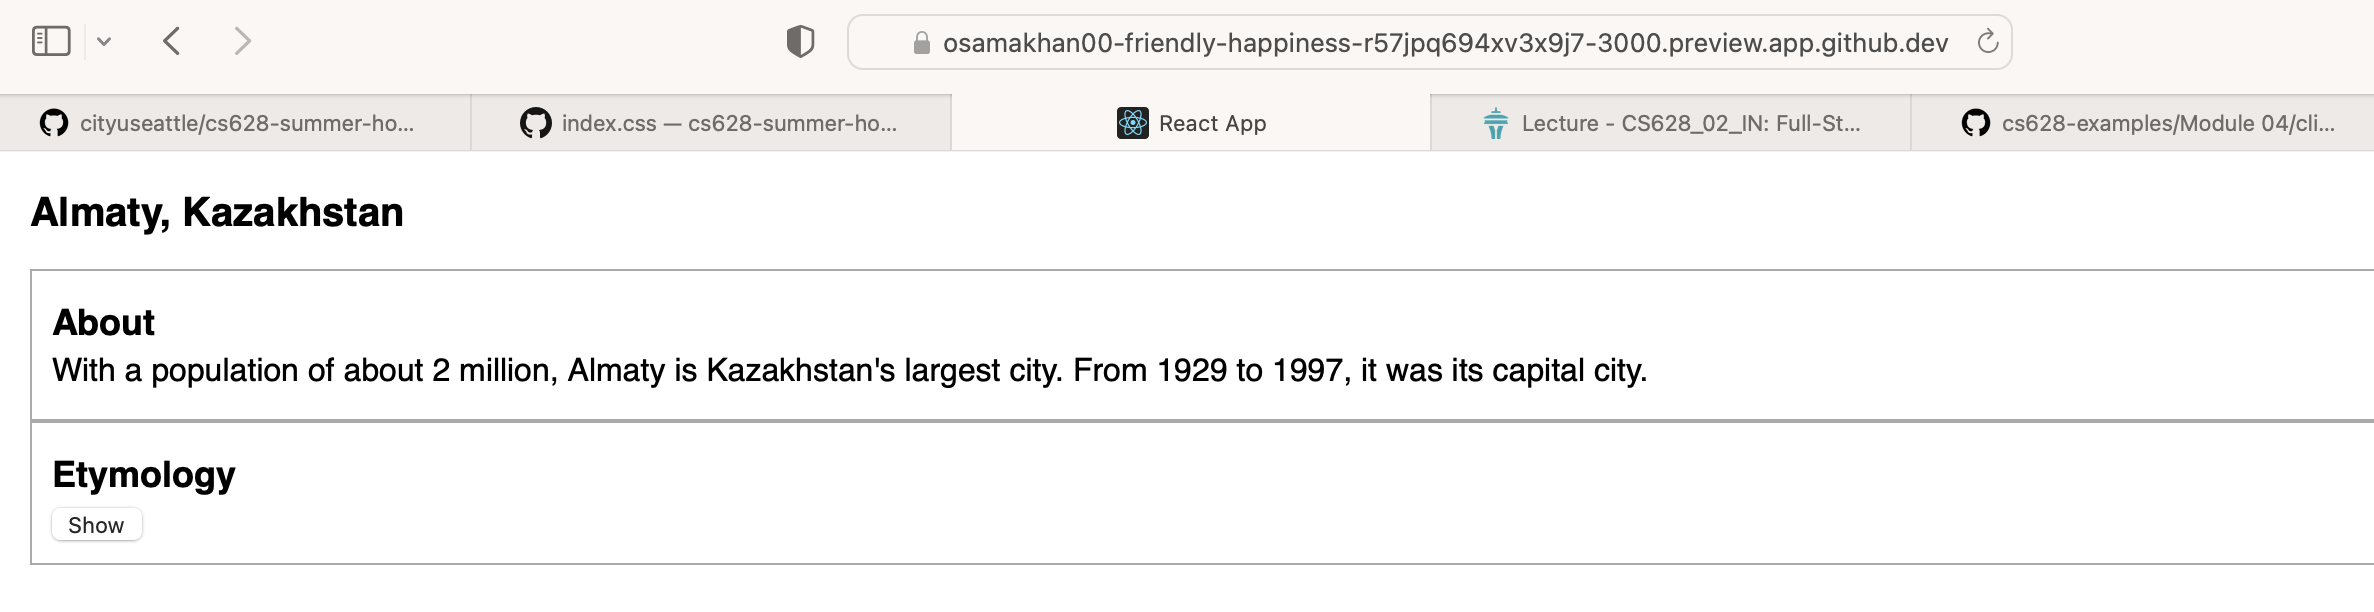 osamakhan00-friendly-happiness-r57jpq694xv3x9j7-3000.preview.app.github.dev
cityuseattle/cs628-summer-ho...
index.css — cs628-summer-ho...
React App
Lecture - CS628_02_IN: Full-St...
cs628-examples/Module 04/cli...
Almaty, Kazakhstan
About
With a population of about 2 million, Almaty is Kazakhstan's largest city. From 1929 to 1997, it was its capital city.
Etymology
Show